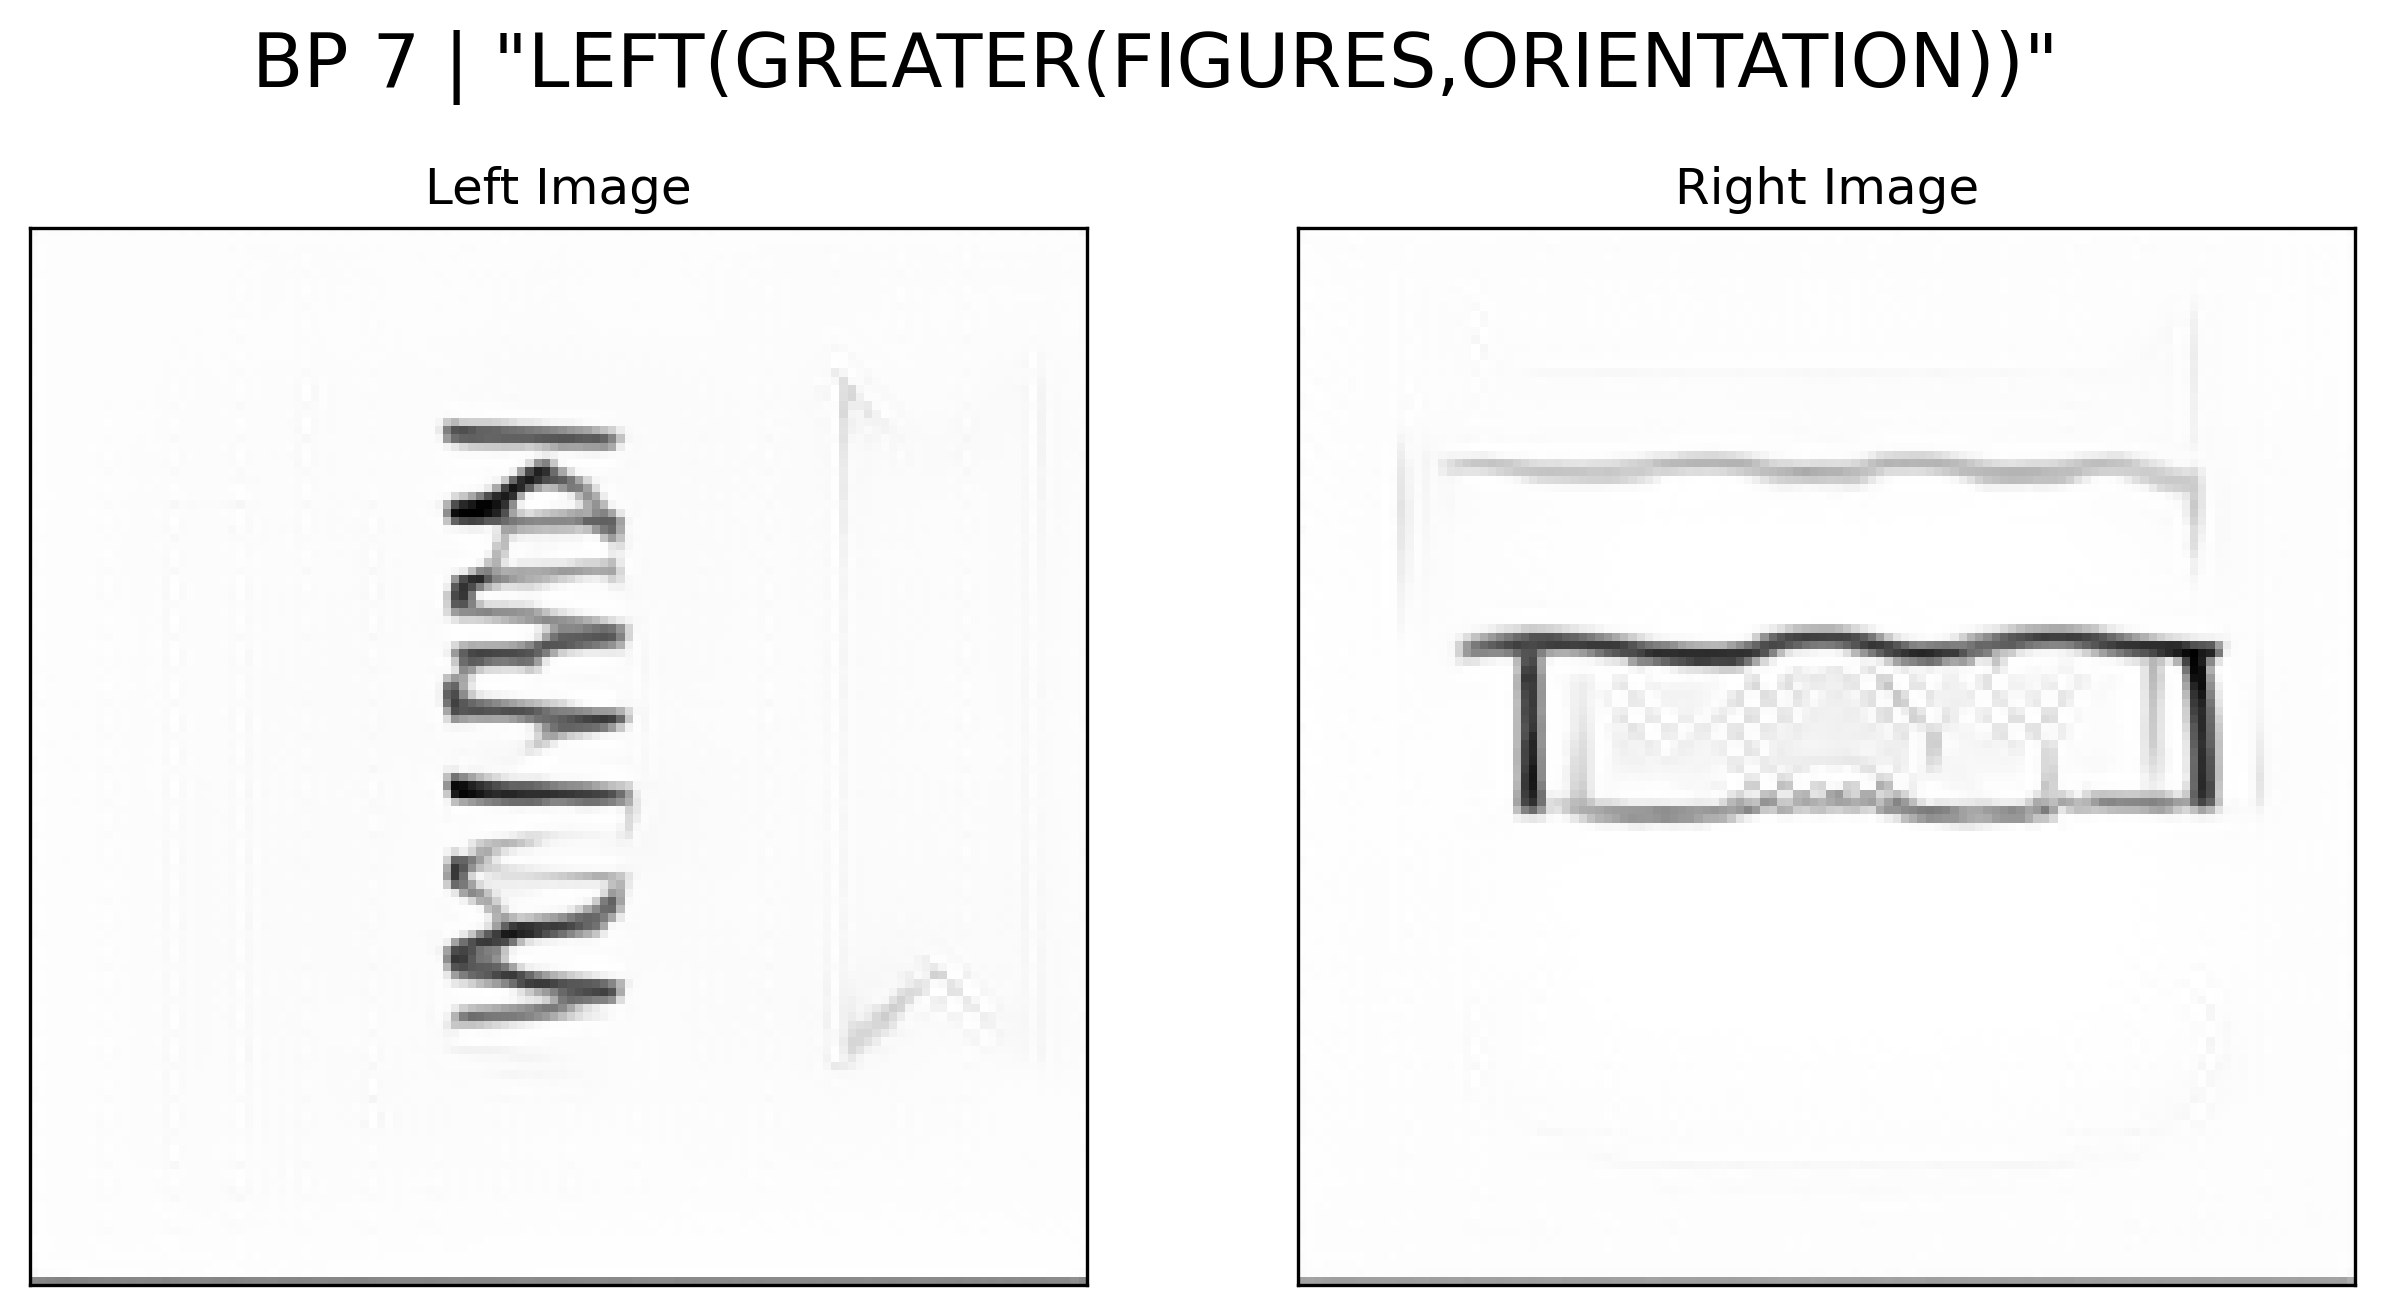 BP 7 | "LEFT(GREATER(FIGURES,ORIENTATION))"
Left Image
Right Image